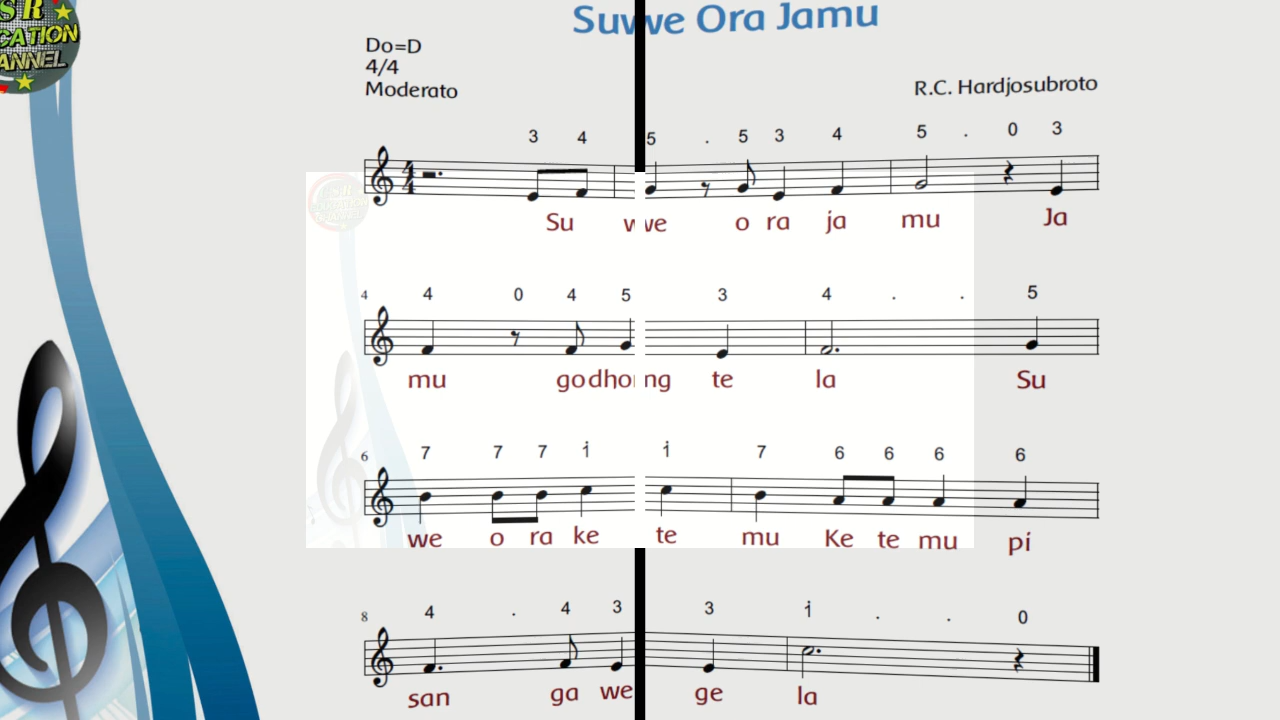 SR
CATION
ANNEL
Suwe Ora Jamu
Do=D
4/4
Moderato
R.C. Hardjosubroto
3 4 5 . 5 3 4 5 . 0 3
Su we o ra ja mu Ja
4
4 0 4 5 3 4 . . 5
mu godhong te la Su
6
7 7 7 i i 7 6 6 6 6
we o ra ke te mu Ke te mu pi
8
4 . 4 3 3 i . . 0
san ga we ge la